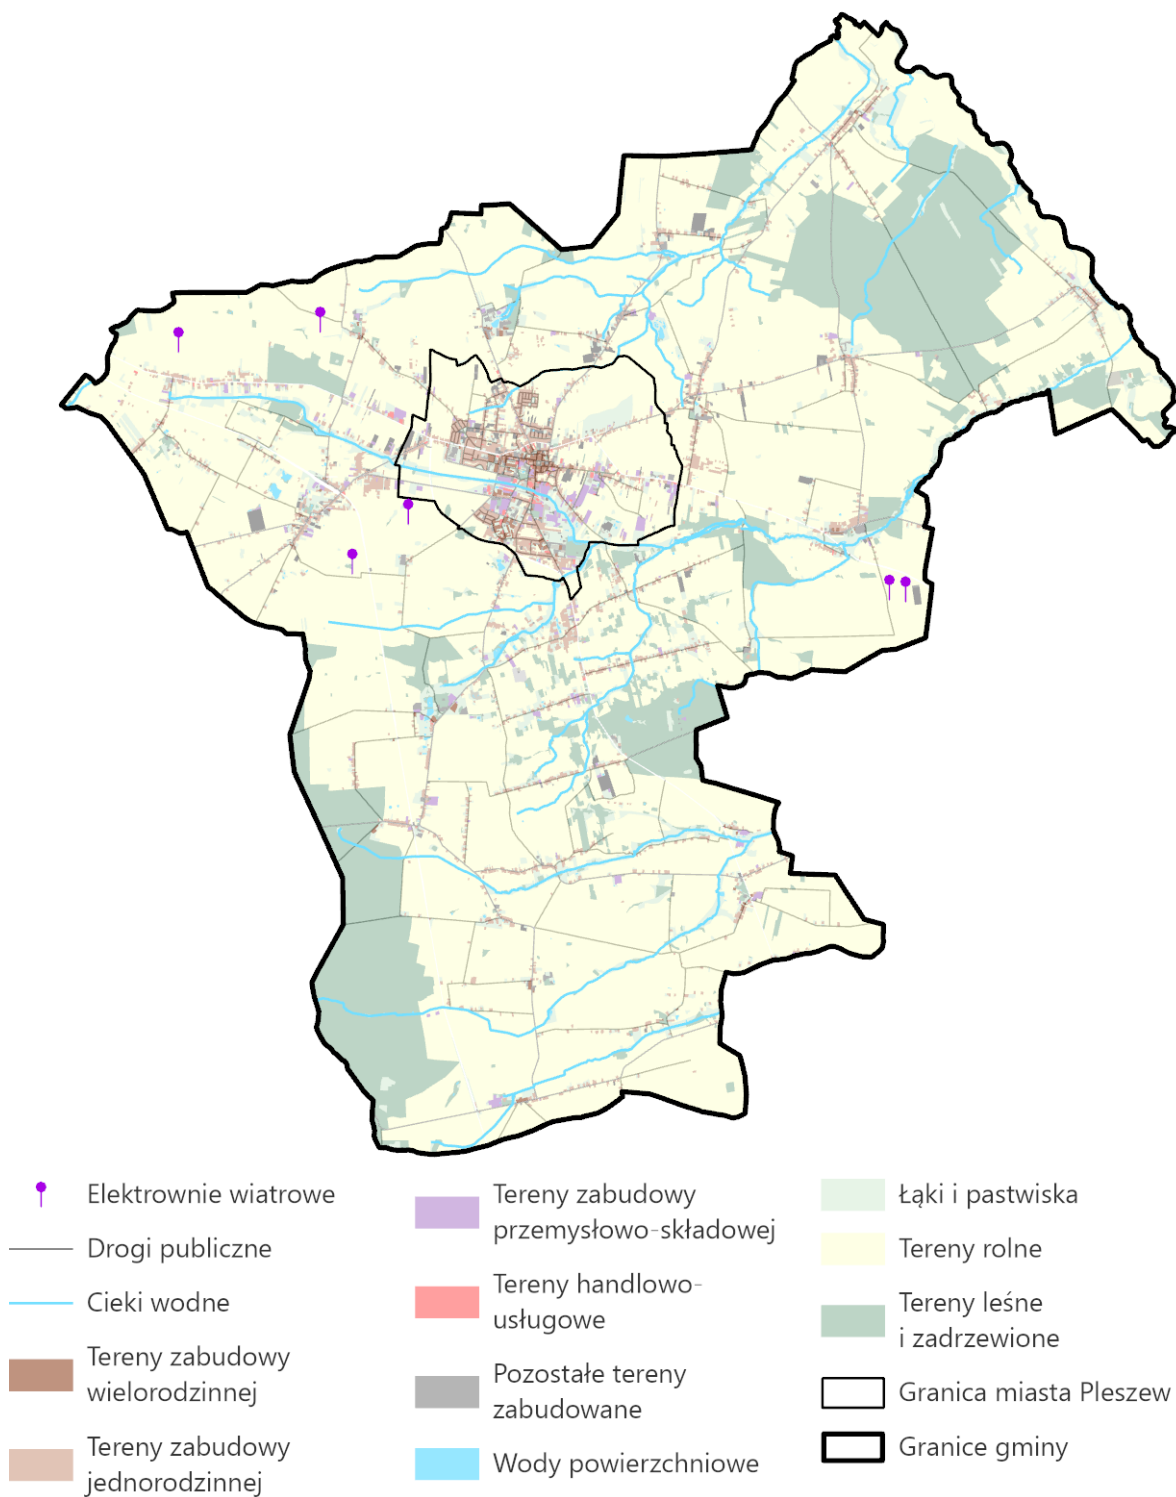 Elektrownie wiatrowe
Drogi publiczne
Cieki wodne
Tereny zabudowy
wielorodzinnej
Tereny zabudowy
jednorodzinnej
Tereny zabudowy
przemysłowo-składowej
Tereny handlowo-
usługowe
Pozostałe tereny
zabudowane
Wody powierzchniowe
Łąki i pastwiska
Tereny rolne
Tereny leśne
i zadrzewione
Granica miasta Pleszew
Granice gminy